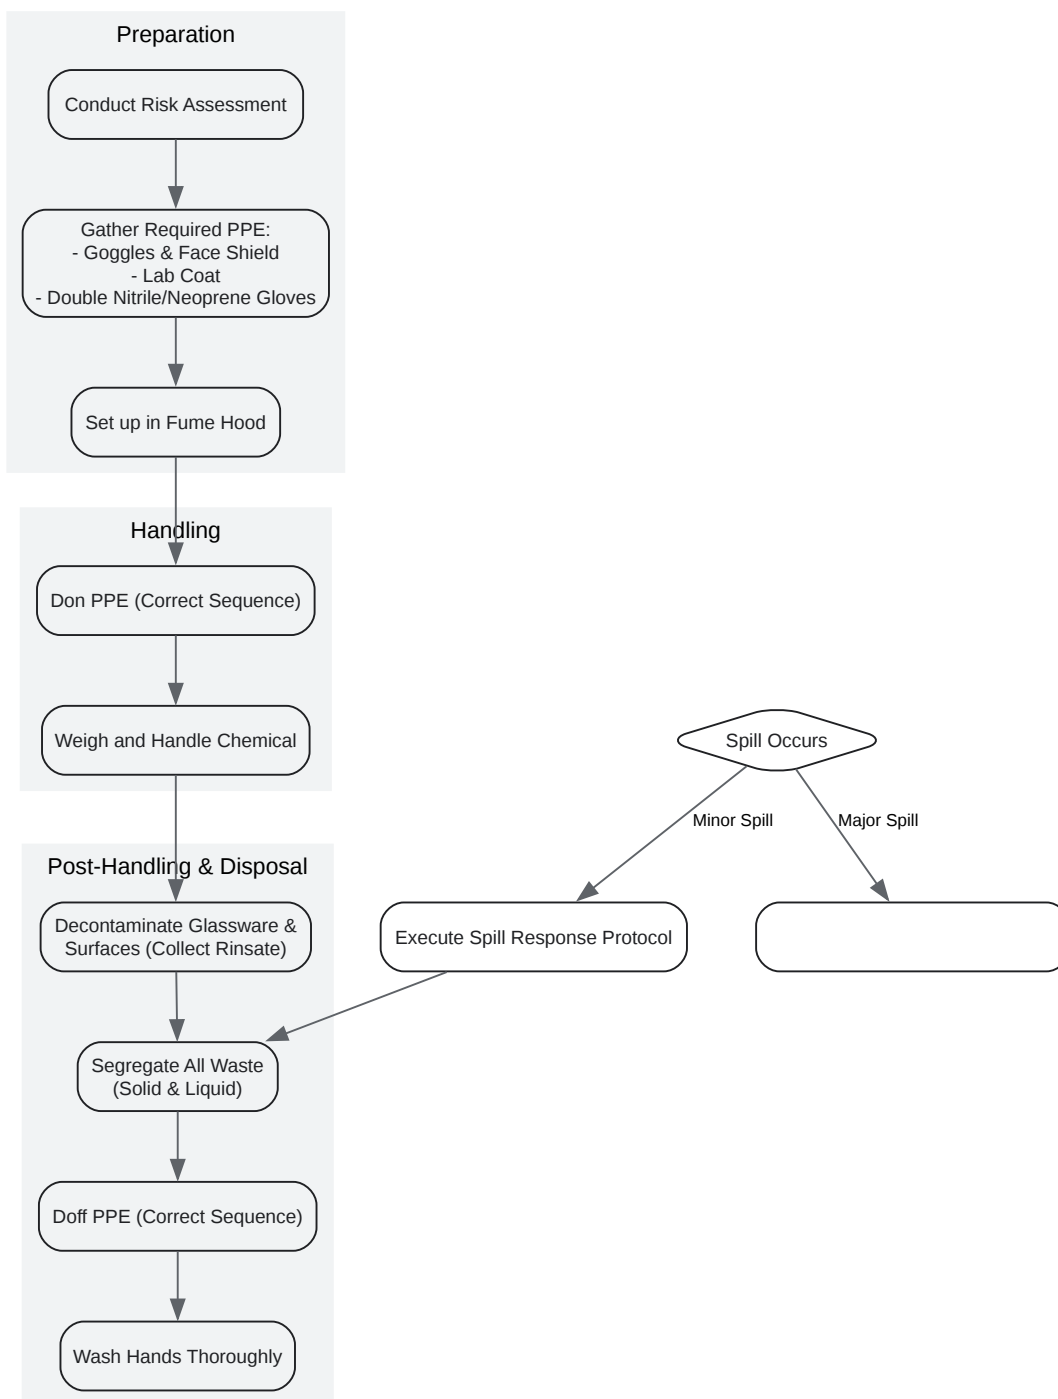 Preparation
Conduct Risk Assessment
Gather Required PPE:
- Goggles & Face Shield
- Lab Coat
- Double Nitrile/Neoprene Gloves
Set up in Fume Hood
Handling
Don PPE (Correct Sequence)
Weigh and Handle Chemical
Spill Occurs
Minor Spill
Major Spill
Post-Handling & Disposal
Decontaminate Glassware &
Surfaces (Collect Rinsate)
Execute Spill Response Protocol
Segregate All Waste
(Solid & Liquid)
Doff PPE (Correct Sequence)
Wash Hands Thoroughly